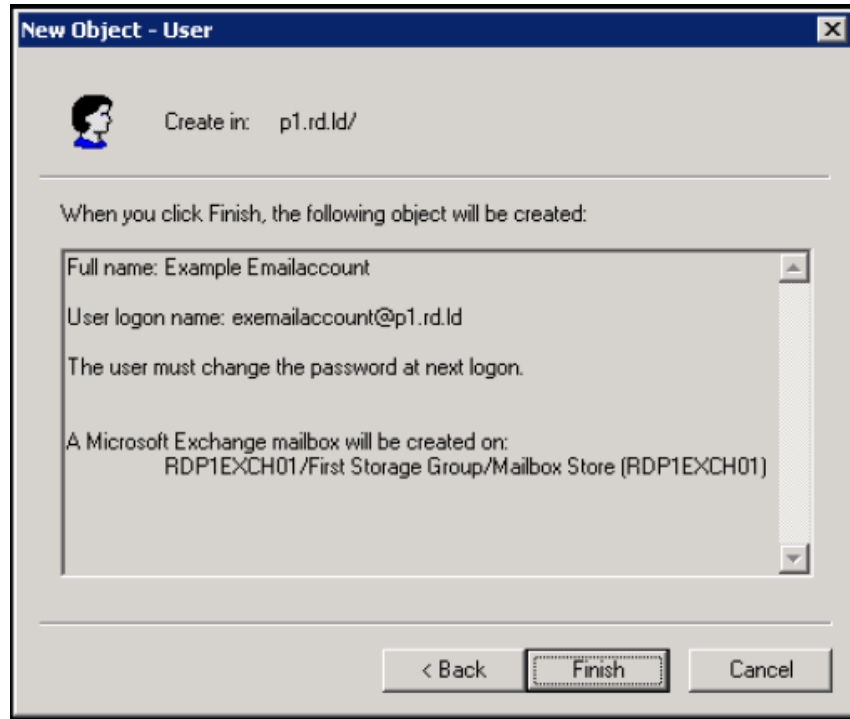 New Object - User
Create in: p1.rd.ld/
When you click Finish, the following object will be created:
Full name: Example Emailaccount
User logon name: exemailaccount@p1.rd.ld
The user must change the password at next logon.
A Microsoft Exchange mailbox will be created on:
RDP1EXCH01/First Storage Group/Mailbox Store (RDP1EXCH01)
< Back
Finish
Cancel